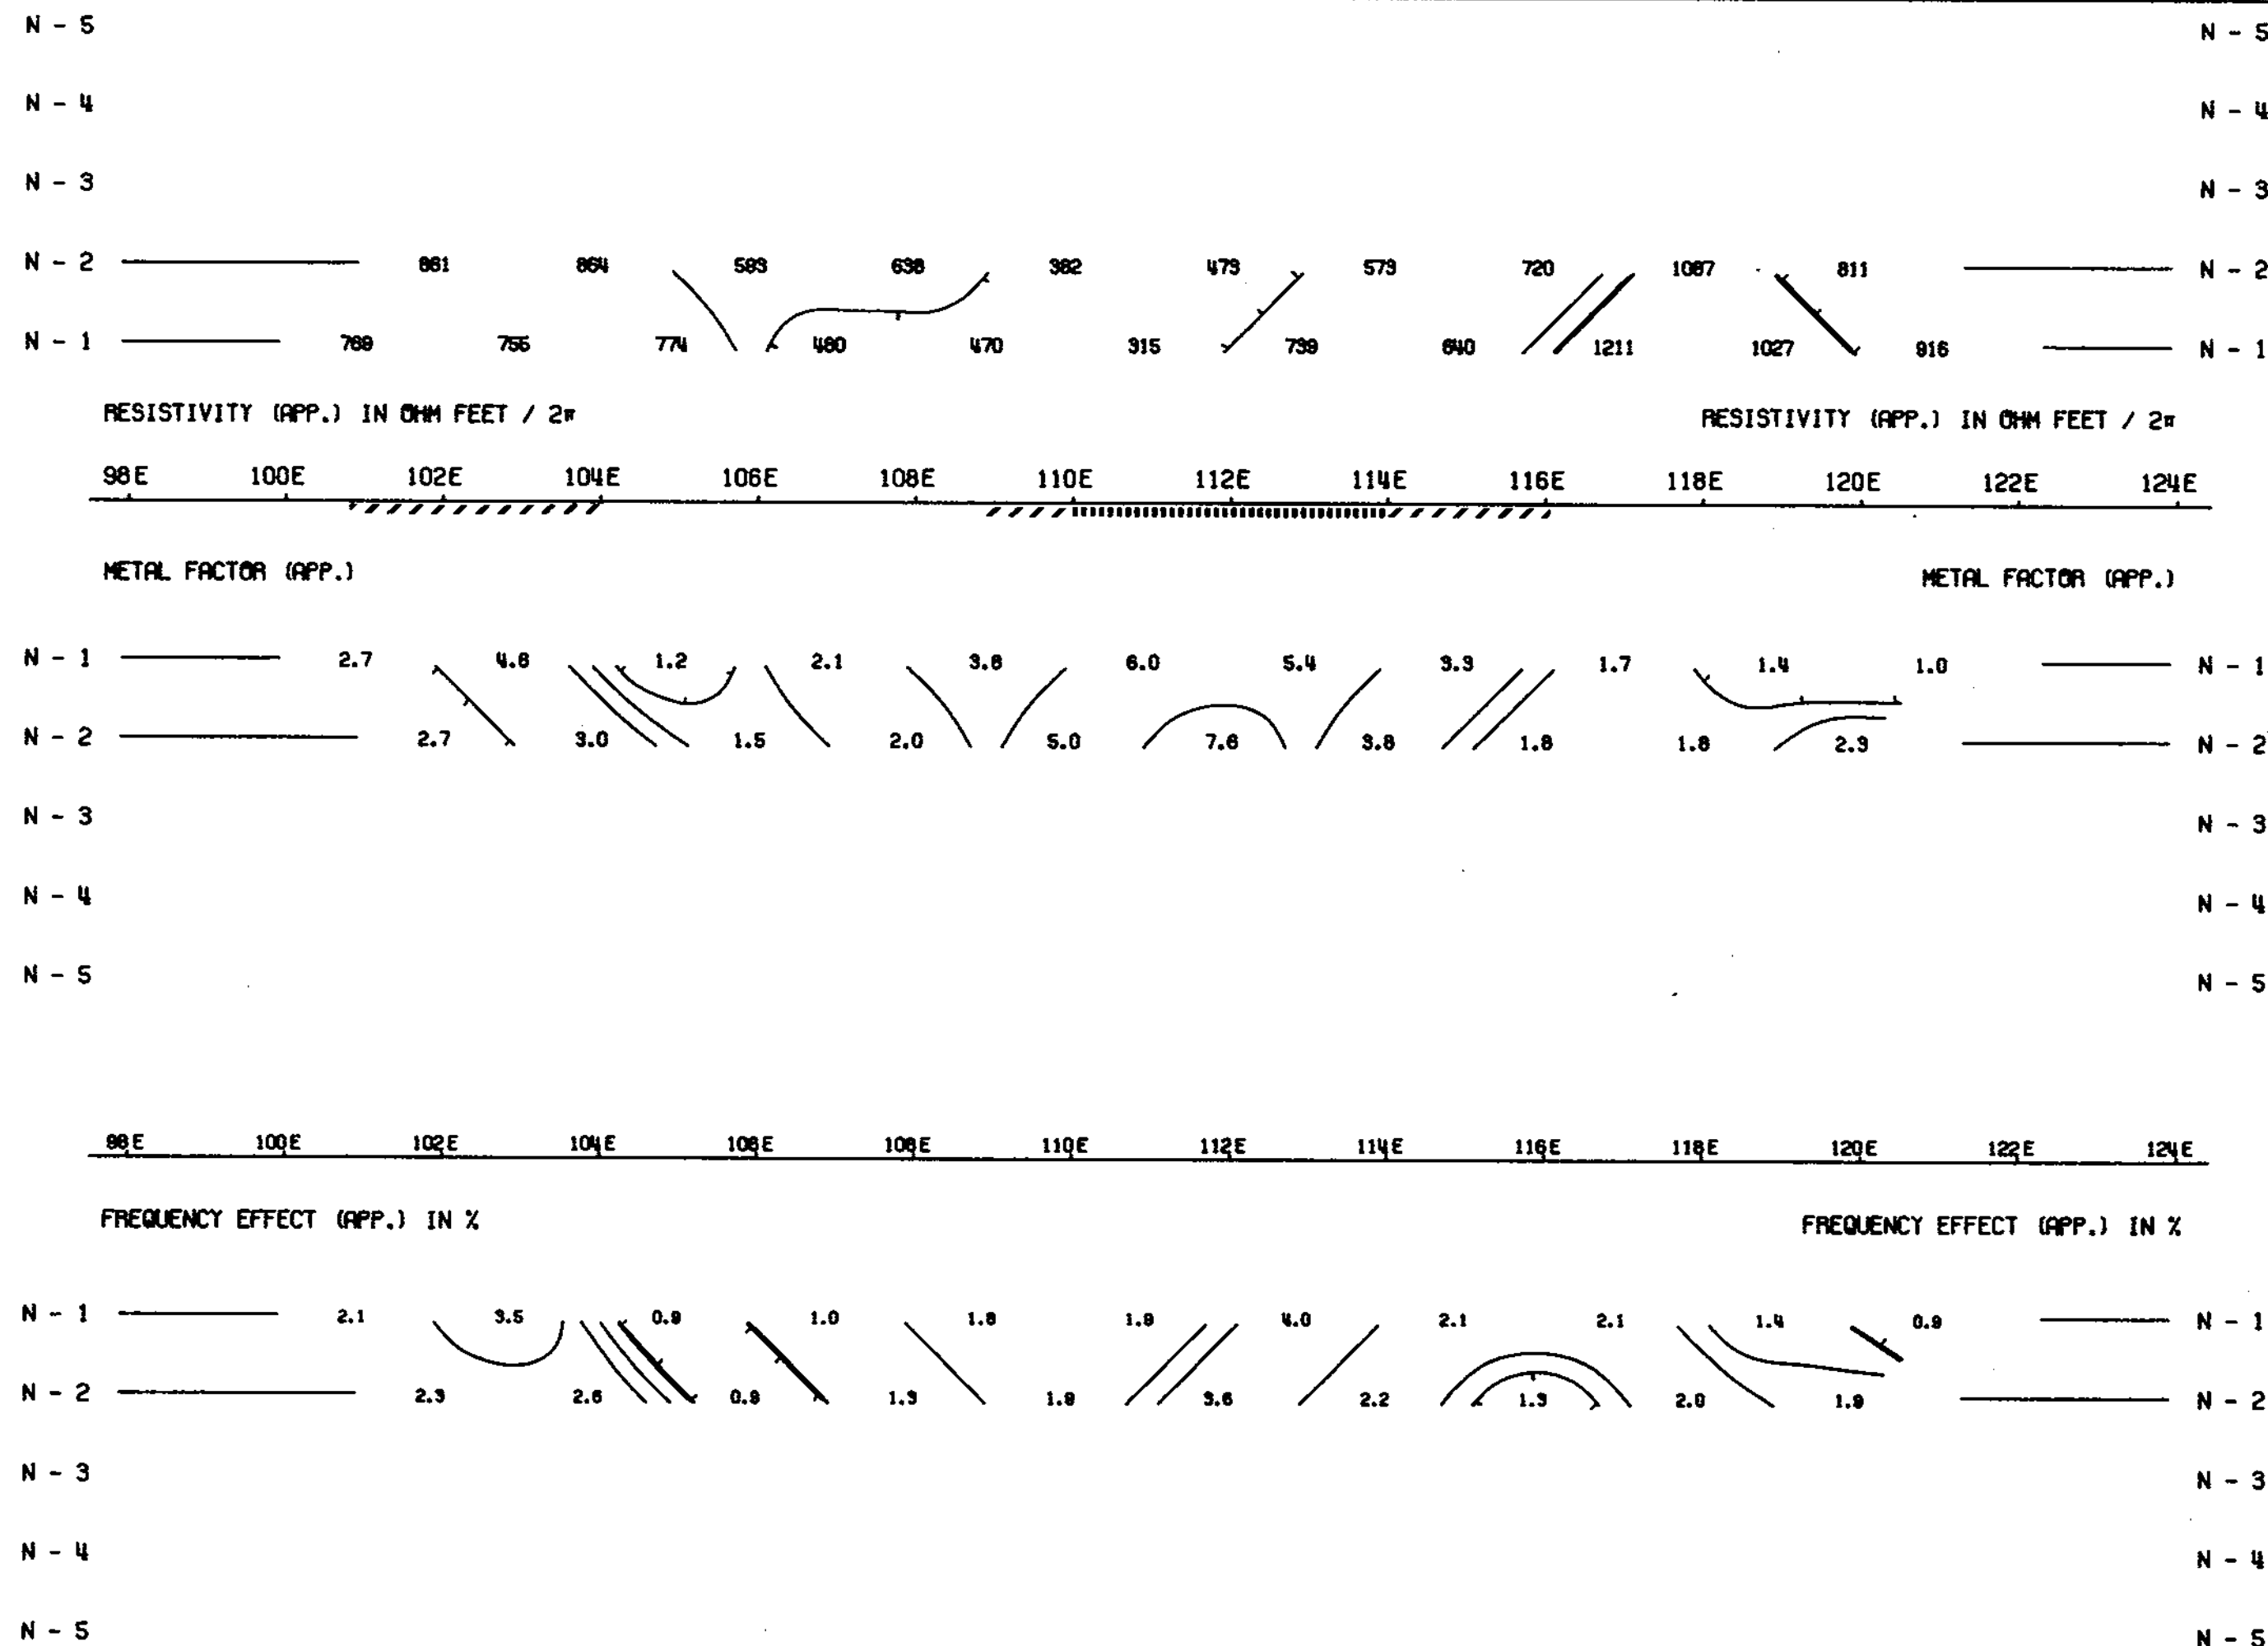 N - 5 N - 5
N - 4 N - 4
N - 3 N - 3
N - 2 861 864 583 638 382 473 573 720 1087 811 N - 2
N - 1 769 755 774 480 470 315 739 640 1211 1027 916 N - 1
RESISTIVITY (APP.) IN OHM FEET / 2π RESISTIVITY (APP.) IN OHM FEET / 2π
98E 100E 102E 104E 106E 108E 110E 112E 114E 116E 118E 120E 122E 124E
METAL FACTOR (APP.) METAL FACTOR (APP.)
N - 1 2.7 4.6 1.2 2.1 3.8 6.0 5.4 3.3 1.7 1.4 1.0 N - 1
N - 2 2.7 3.0 1.5 2.0 5.0 7.6 3.8 1.8 1.8 2.3 N - 2
N - 3 N - 3
N - 4 N - 4
N - 5 N - 5
98E 100E 102E 104E 106E 108E 110E 112E 114E 116E 118E 120E 122E 124E
FREQUENCY EFFECT (APP.) IN % FREQUENCY EFFECT (APP.) IN %
N - 1 2.1 3.5 0.9 1.0 1.8 1.9 4.0 2.1 2.1 1.4 0.9 N - 1
N - 2 2.3 2.6 0.9 1.3 1.9 3.6 2.2 1.3 2.0 1.9 N - 2
N - 3 N - 3
N - 4 N - 4
N - 5 N - 5